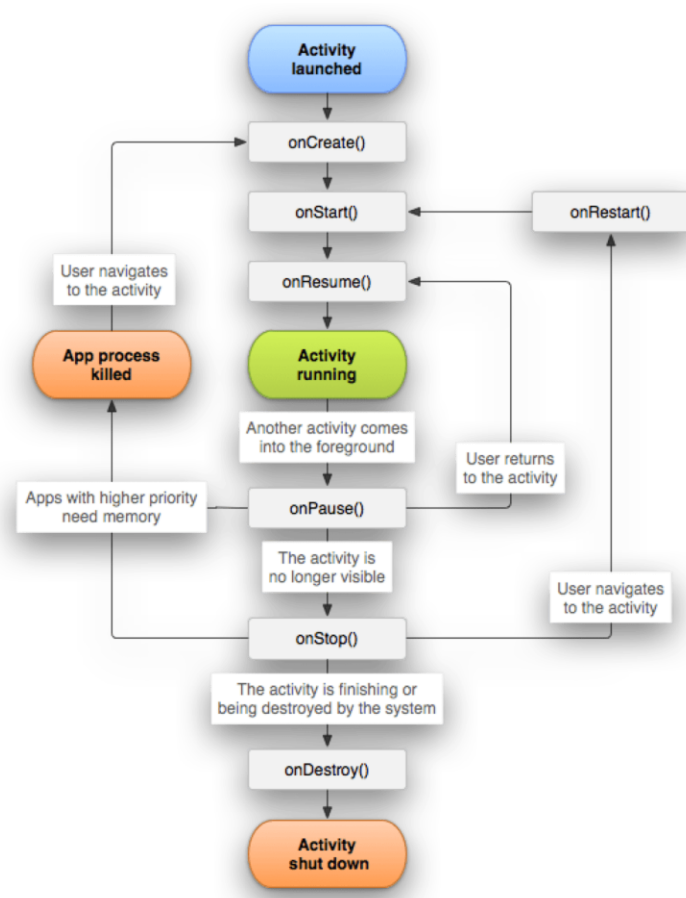 Activity
launched
onCreate()
onStart()
onRestart()
User navigates
to the activity
onResume()
App process
killed
Activity
running
Another activity comes
into the foreground
User returns
to the activity
Apps with higher priority
need memory
onPause()
The activity is
no longer visible
User navigates
to the activity
onStop()
The activity is finishing or
being destroyed by the system
onDestroy()
Activity
shut down